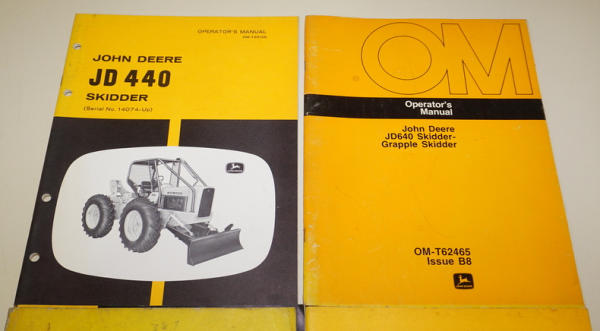 OPERATOR'S MANUAL
JOHN DEERE
JD 440
SKIDDER
(Serial No. 14074-Up)
OM
Operator's
Manual
John Deere
JD640 Skidder-
Grapple Skidder
OM-T62465
Issue B8